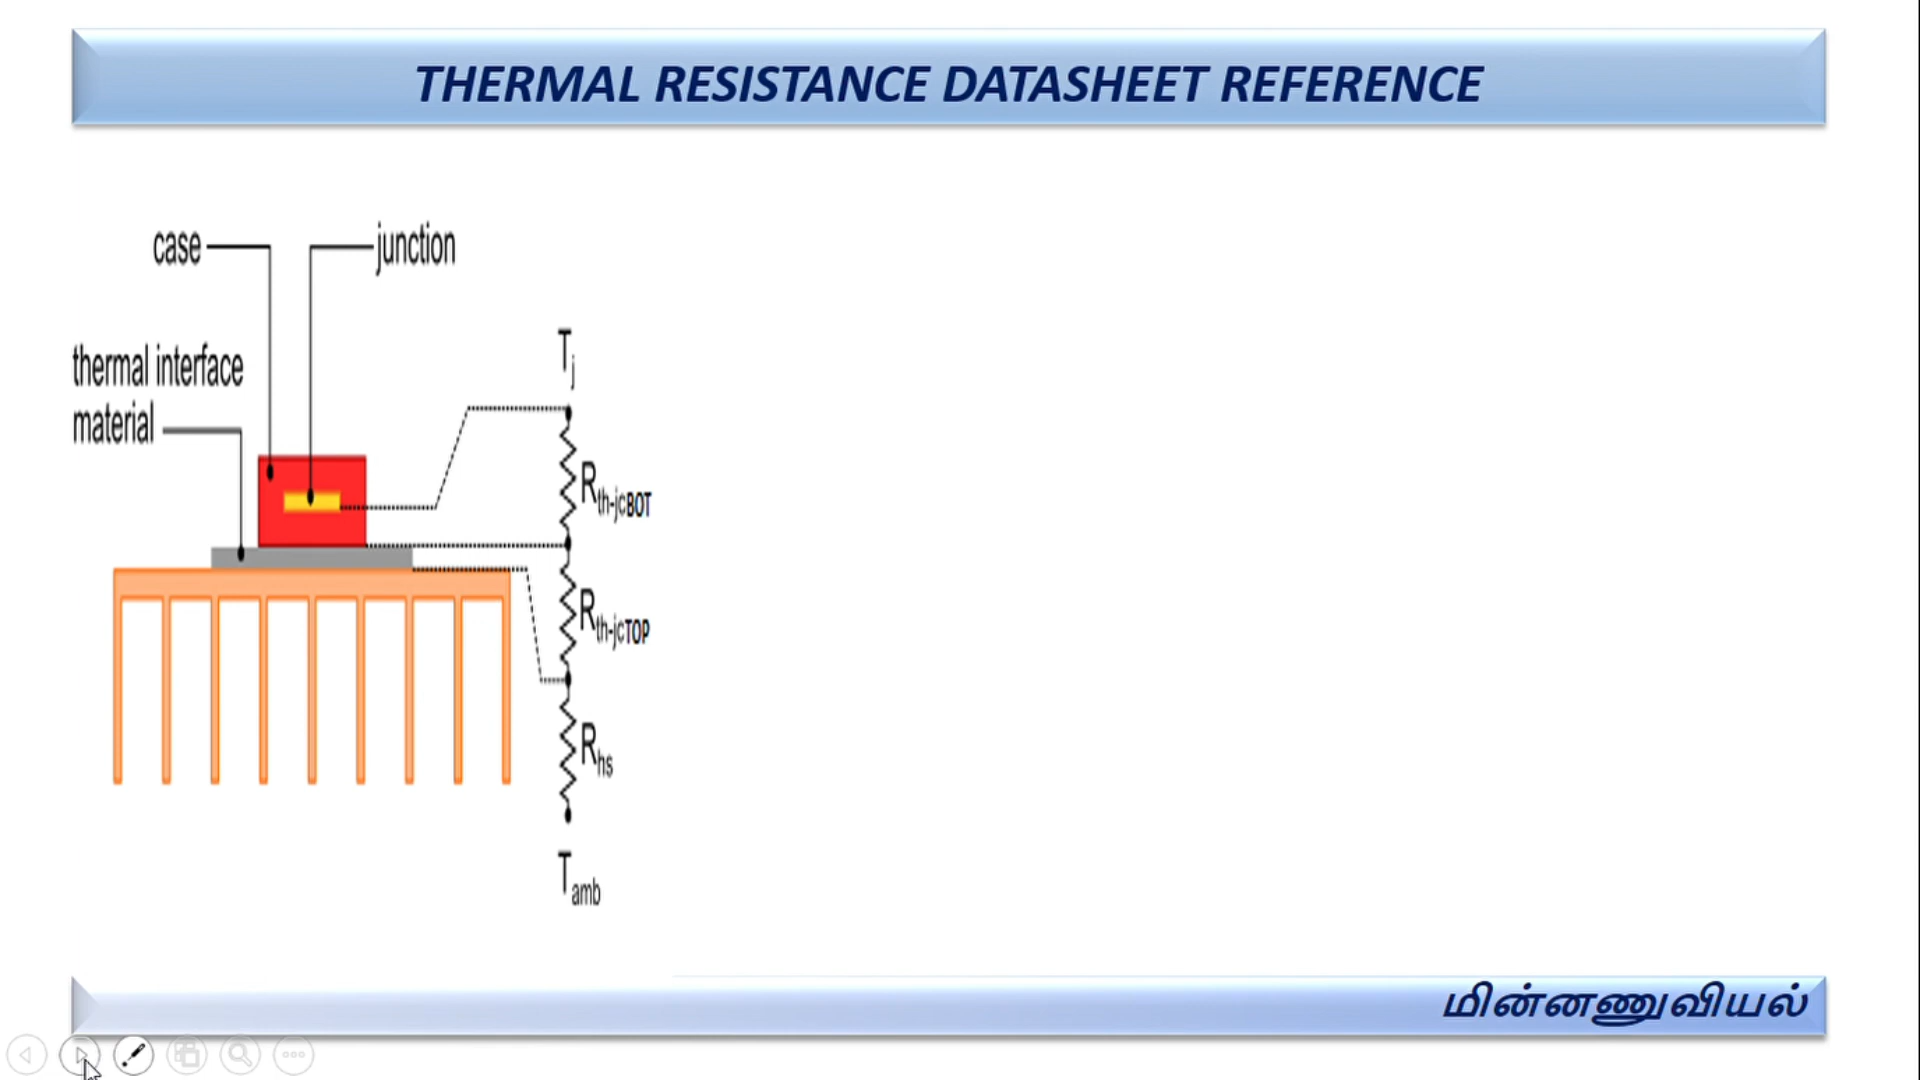 THERMAL RESISTANCE DATASHEET REFERENCE
case
junction
thermal interface
material
Tj
Rth-jcBOT
Rth-jcTOP
Rhs
Tamb
மின்னணுவியல்